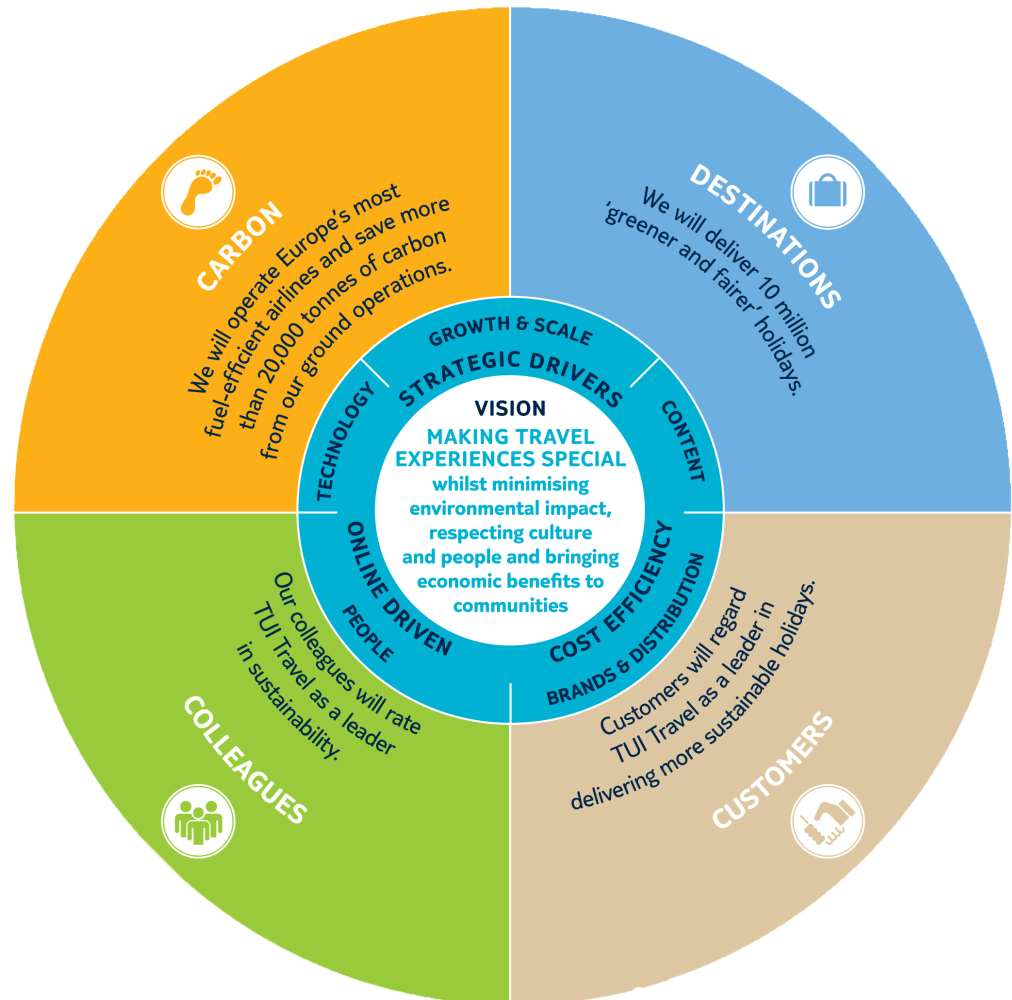 CARBON
We will operate Europe's most
fuel-efficient airlines and save more
than 20,000 tonnes of carbon
from our ground operations.
DESTINATIONS
We will deliver 10 million
‘greener and fairer’ holidays.
GROWTH & SCALE
STRATEGIC DRIVERS
TECHNOLOGY
CONTENT
VISION
MAKING TRAVEL
EXPERIENCES SPECIAL
whilst minimising
environmental impact,
respecting culture
and people and bringing
economic benefits to
communities
ONLINE DRIVEN
PEOPLE
COST EFFICIENCY
BRANDS & DISTRIBUTION
Our colleagues will rate
TUI Travel as a leader
in sustainability.
COLLEAGUES
Customers will regard
TUI Travel as a leader in
delivering more sustainable holidays.
CUSTOMERS